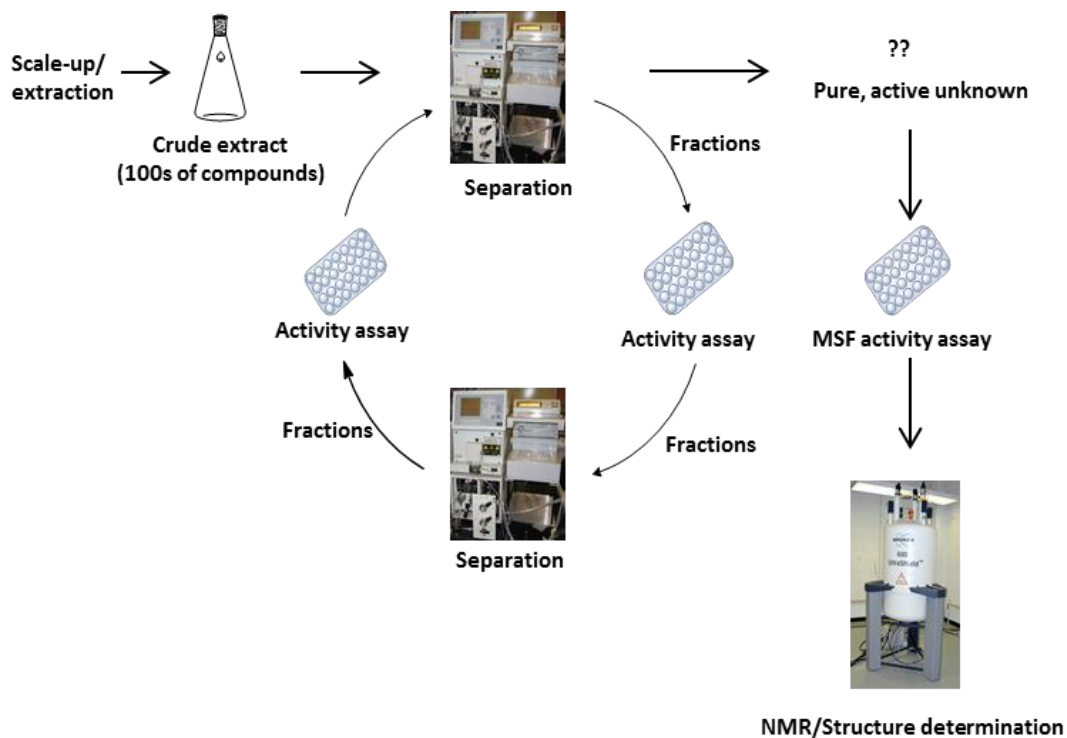 Scale-up/
extraction
Crude extract
(100s of compounds)
Separation
Fractions
??
Pure, active unknown
Activity assay
Activity assay
MSF activity assay
Fractions
Fractions
Separation
NMR/Structure determination